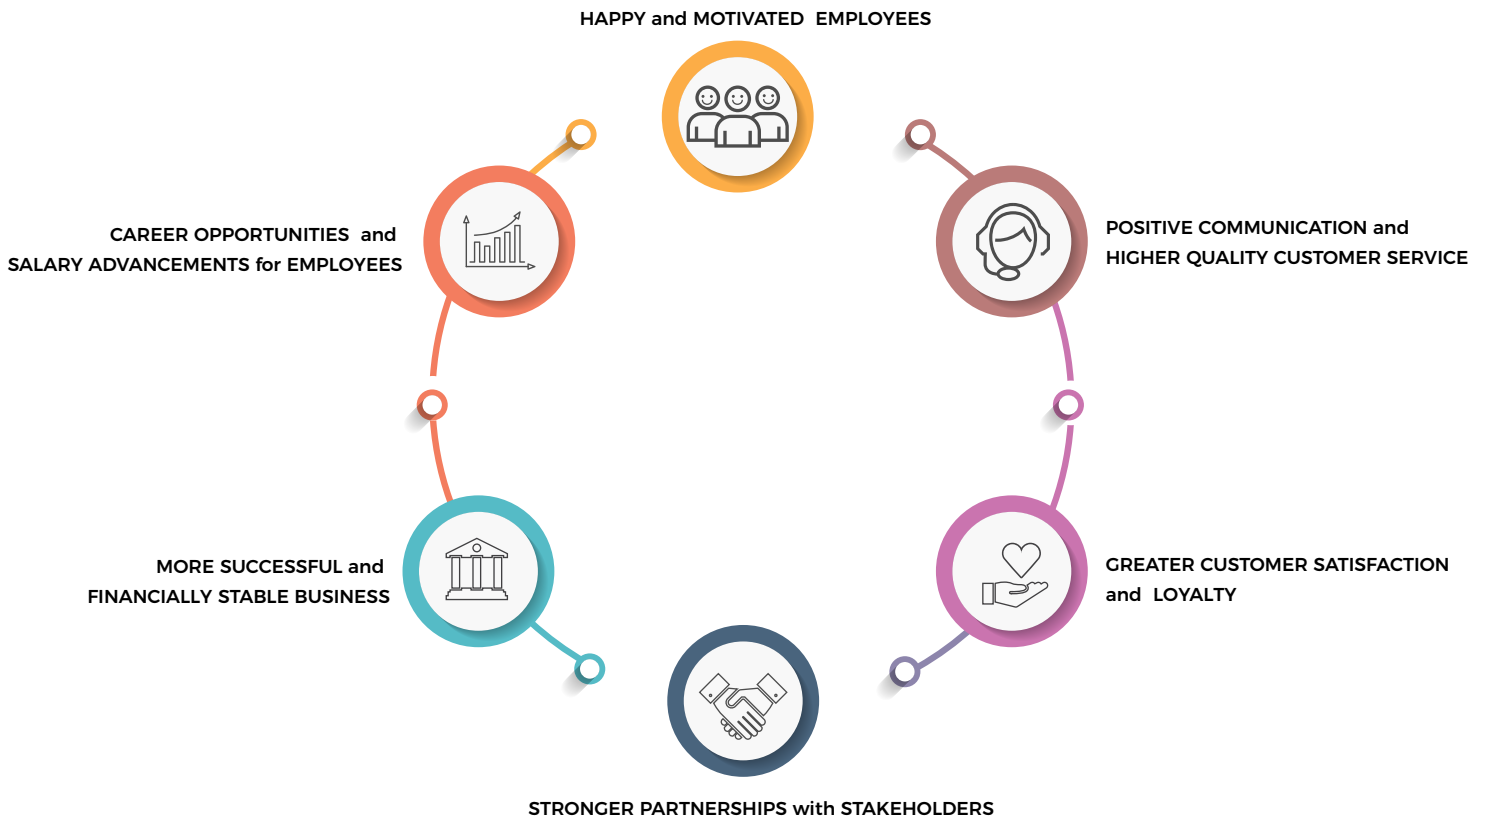 HAPPY and MOTIVATED EMPLOYEES
CAREER OPPORTUNITIES and
SALARY ADVANCEMENTS for EMPLOYEES
POSITIVE COMMUNICATION and
HIGHER QUALITY CUSTOMER SERVICE
MORE SUCCESSFUL and
FINANCIALLY STABLE BUSINESS
GREATER CUSTOMER SATISFACTION
and LOYALTY
STRONGER PARTNERSHIPS with STAKEHOLDERS